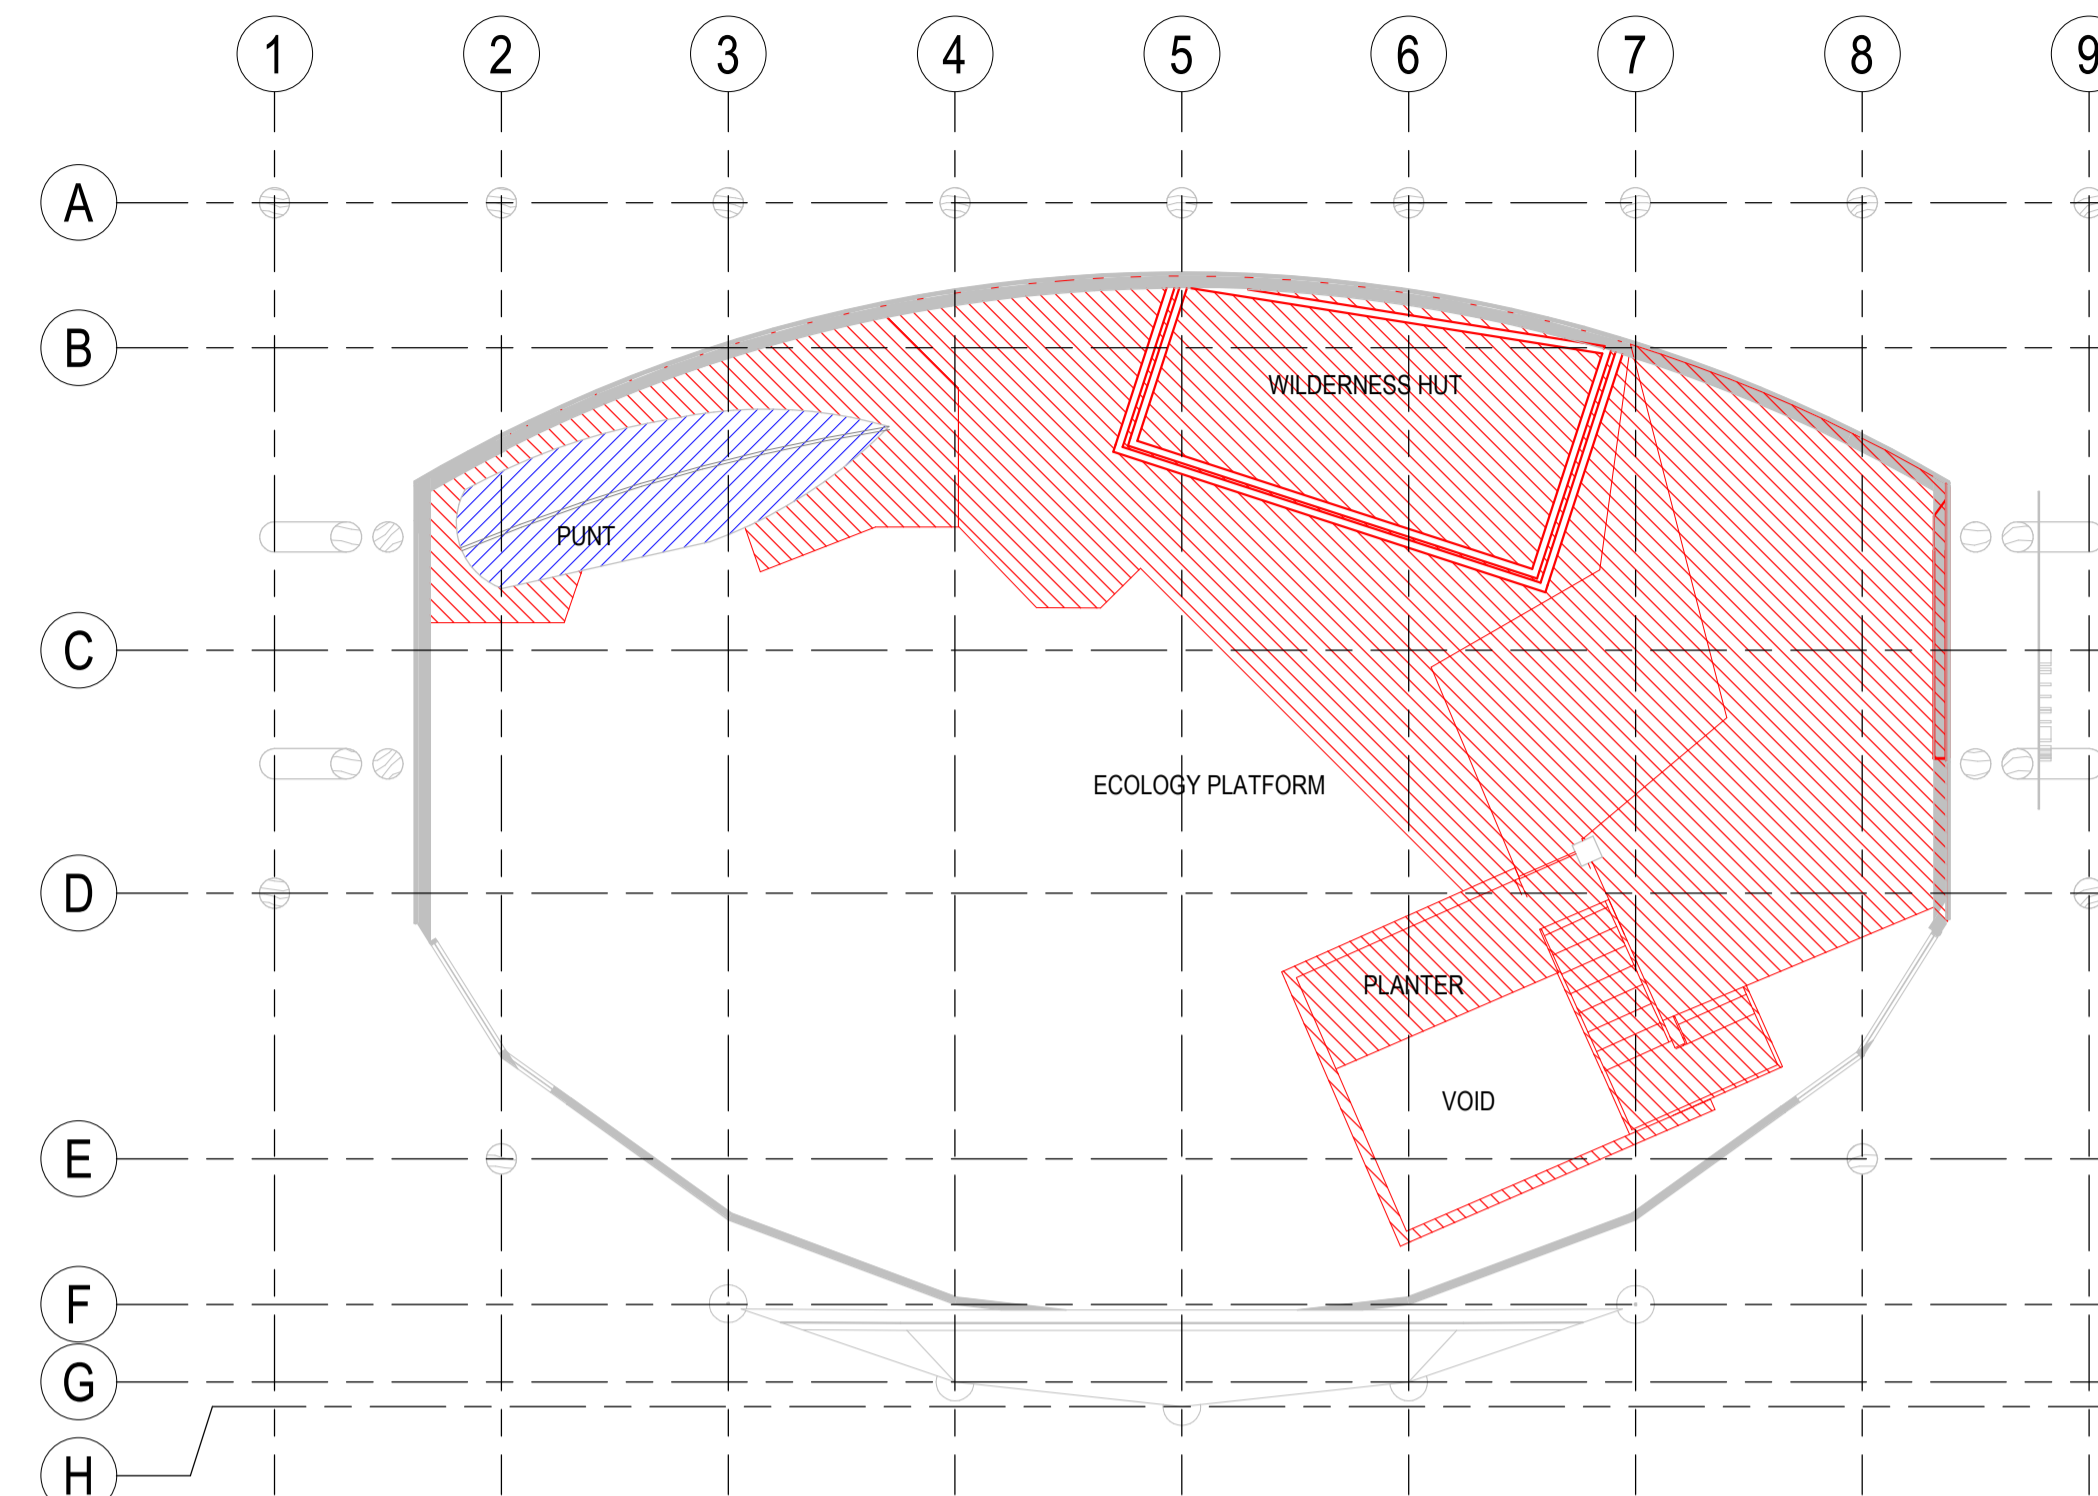 1 2 3 4 5 6 7 8 9
A
B
WILDERNESS HUT
PUNT
C
ECOLOGY PLATFORM
D
PLANTER
VOID
E
F
G
H